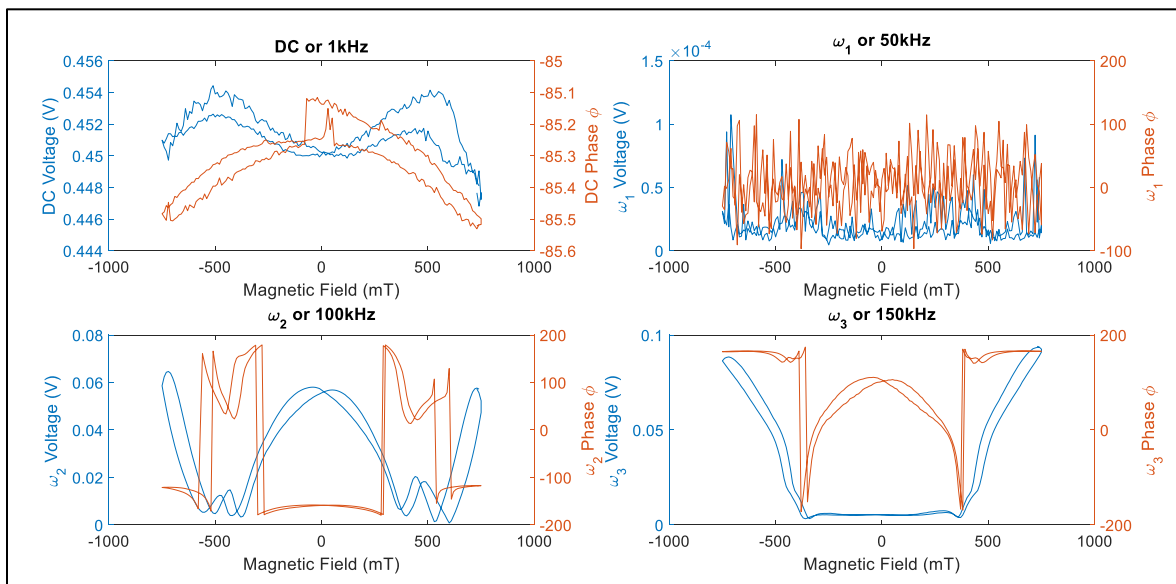 DC or 1kHz
0.456
0.454
0.452
0.45
0.448
0.446
0.444
DC Voltage (V)
-85
-85.1
-85.2
-85.3
-85.4
-85.5
-85.6
DC Phase ϕ
-1000 -500 0 500 1000
Magnetic Field (mT)
ω₁ or 50kHz
×10⁻⁴
1.5
1
0.5
0
ω₁ Voltage (V)
200
100
0
-100
ω₁ Phase ϕ
-1000 -500 0 500 1000
Magnetic Field (mT)
ω₂ or 100kHz
0.08
0.06
0.04
0.02
0
ω₂ Voltage (V)
200
100
0
-100
-200
ω₂ Phase ϕ
-1000 -500 0 500 1000
Magnetic Field (mT)
ω₃ or 150kHz
0.1
0.05
0
ω₃ Voltage (V)
200
100
0
-100
-200
ω₃ Phase ϕ
-1000 -500 0 500 1000
Magnetic Field (mT)